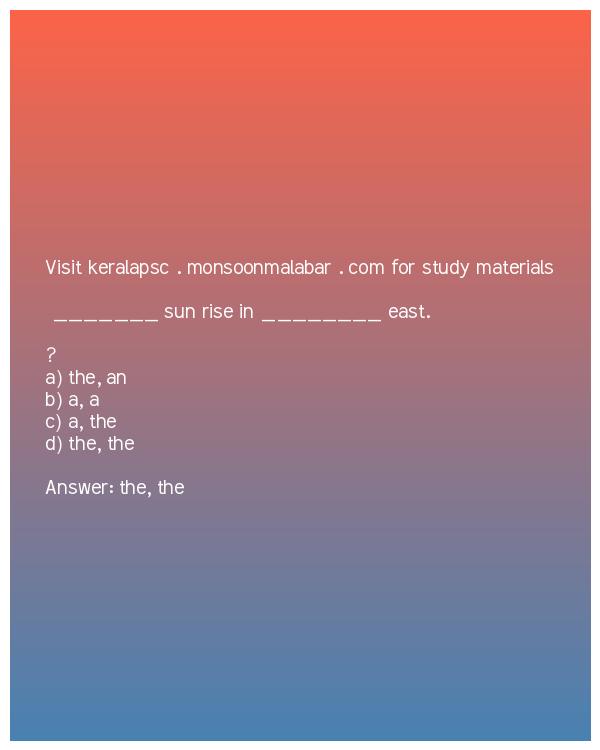 Visit keralapsc . monsoonmalabar . com for study materials
_______ sun rise in ________ east.
?
a) the, an
b) a, a
c) a, the
d) the, the
Answer: the, the